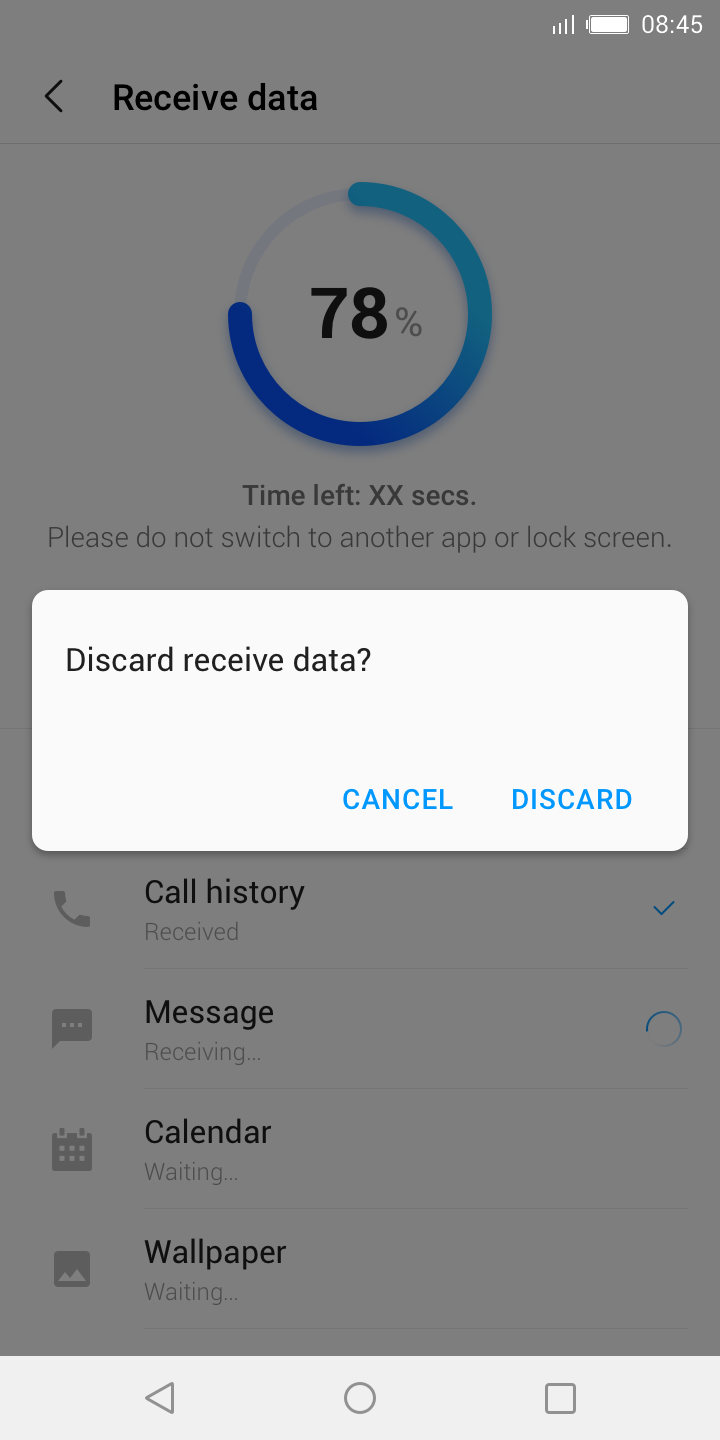 08:45
Receive data
78 %
Time left: XX secs.
Please do not switch to another app or lock screen.
Discard receive data?
CANCEL DISCARD
Call history
Received
Message
Receiving...
Calendar
Waiting...
Wallpaper
Waiting...